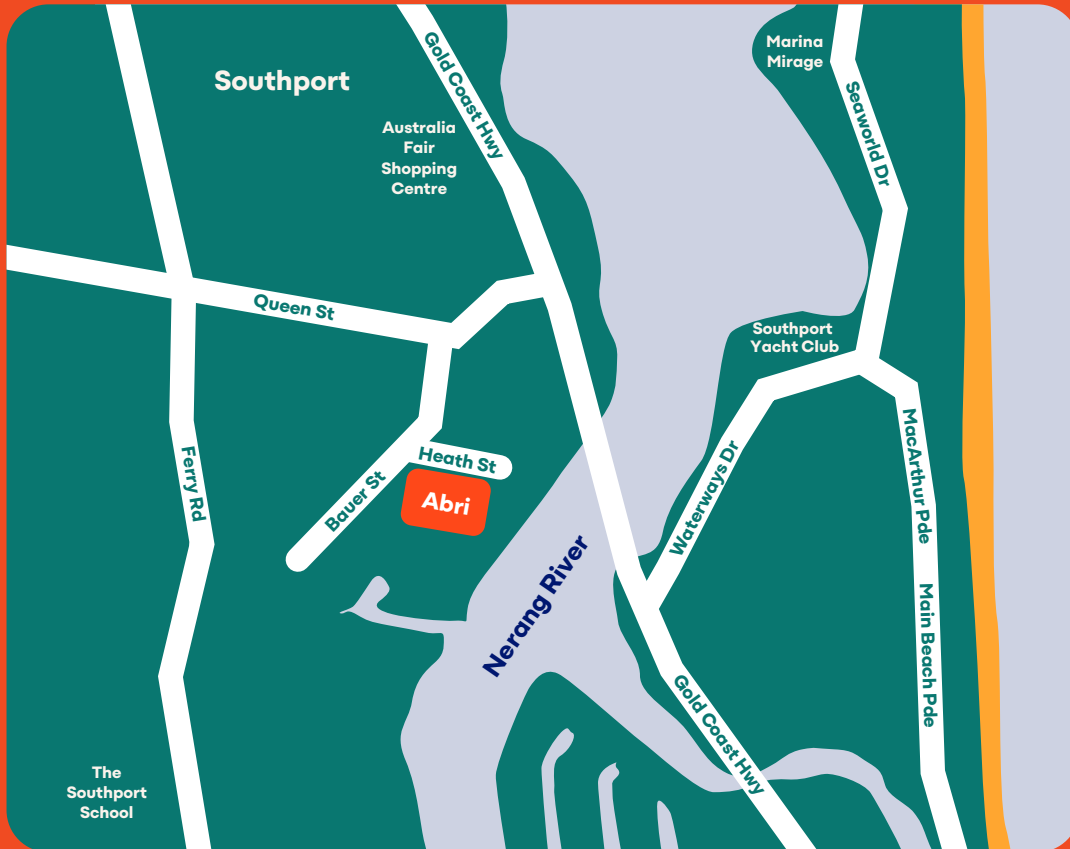 Marina
Mirage
Gold Coast Hwy
Southport
Seaworld Dr
Australia
Fair
Shopping
Centre
Queen St
Southport
Yacht Club
MacArthur Pde
Heath St
Ferry Rd
Bauer St
Abri
Waterways Dr
Nerang River
Main Beach Pde
Gold Coast Hwy
The
Southport
School